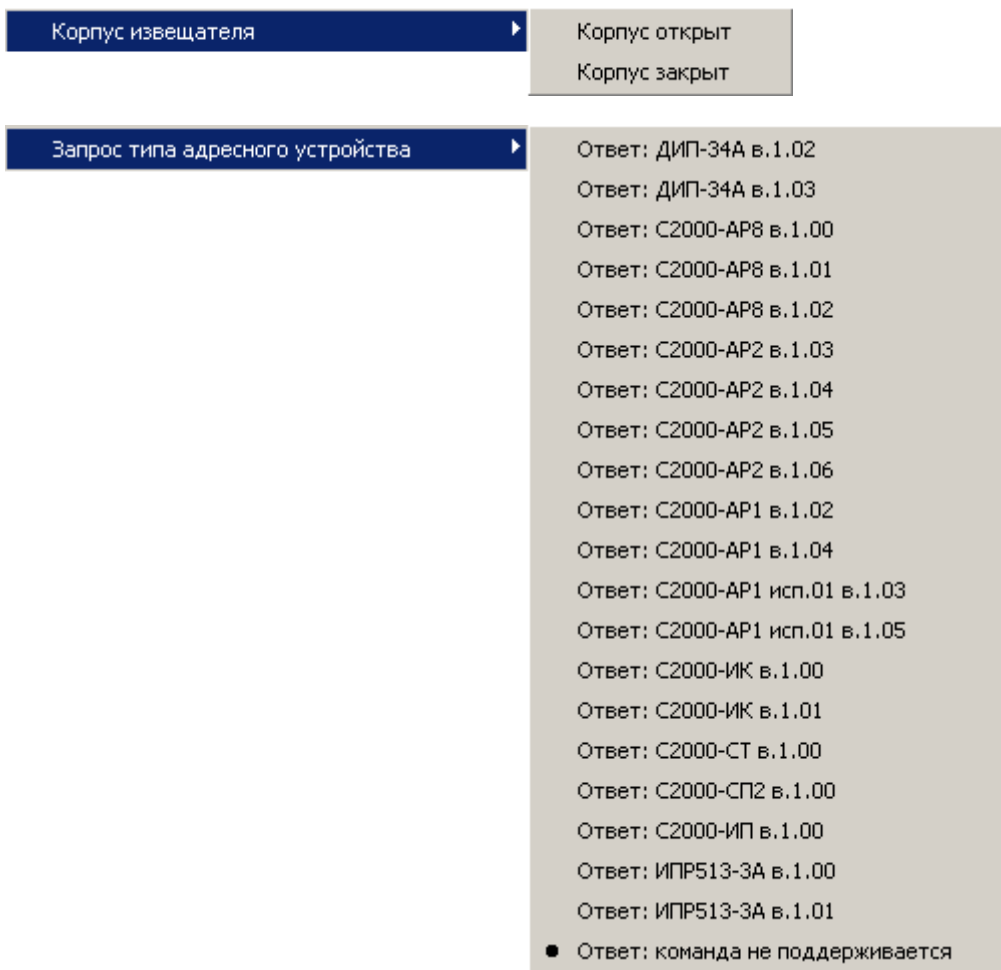 Корпус извещателя
Корпус открыт
Корпус закрыт
Запрос типа адресного устройства
Ответ: ДИП-34А в.1.02
Ответ: ДИП-34А в.1.03
Ответ: С2000-АР8 в.1.00
Ответ: С2000-АР8 в.1.01
Ответ: С2000-АР8 в.1.02
Ответ: С2000-АР2 в.1.03
Ответ: С2000-АР2 в.1.04
Ответ: С2000-АР2 в.1.05
Ответ: С2000-АР2 в.1.06
Ответ: С2000-АР1 в.1.02
Ответ: С2000-АР1 в.1.04
Ответ: С2000-АР1 исп.01 в.1.03
Ответ: С2000-АР1 исп.01 в.1.05
Ответ: С2000-ИК в.1.00
Ответ: С2000-ИК в.1.01
Ответ: С2000-СТ в.1.00
Ответ: С2000-СП2 в.1.00
Ответ: С2000-ИП в.1.00
Ответ: ИПР513-3А в.1.00
Ответ: ИПР513-3А в.1.01
Ответ: команда не поддерживается